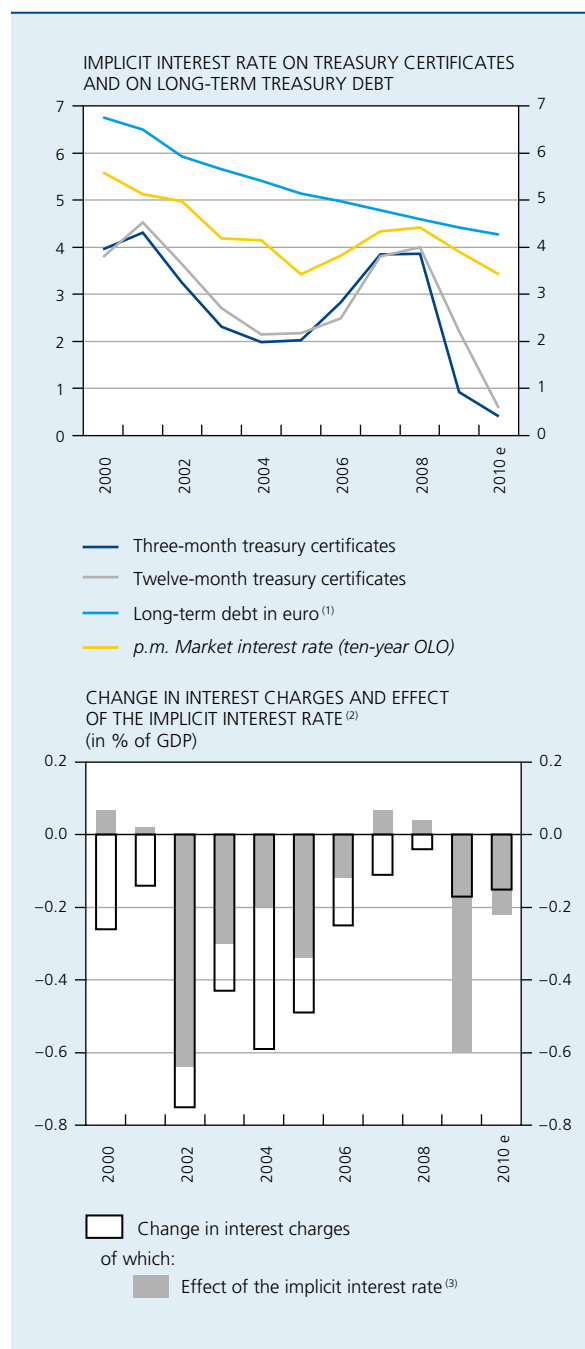 IMPLICIT INTEREST RATE ON TREASURY CERTIFICATES
AND ON LONG-TERM TREASURY DEBT
7 7
6 6
5 5
4 4
3 3
2 2
1 1
0 0
2000 2002 2004 2006 2008 2010 e
Three-month treasury certificates
Twelve-month treasury certificates
Long-term debt in euro (1)
p.m. Market interest rate (ten-year OLO)
CHANGE IN INTEREST CHARGES AND EFFECT
OF THE IMPLICIT INTEREST RATE (2)
(in % of GDP)
0.2 0.2
0.0 0.0
−0.2 −0.2
−0.4 −0.4
−0.6 −0.6
−0.8 −0.8
2000 2002 2004 2006 2008 2010 e
Change in interest charges
of which:
Effect of the implicit interest rate (3)